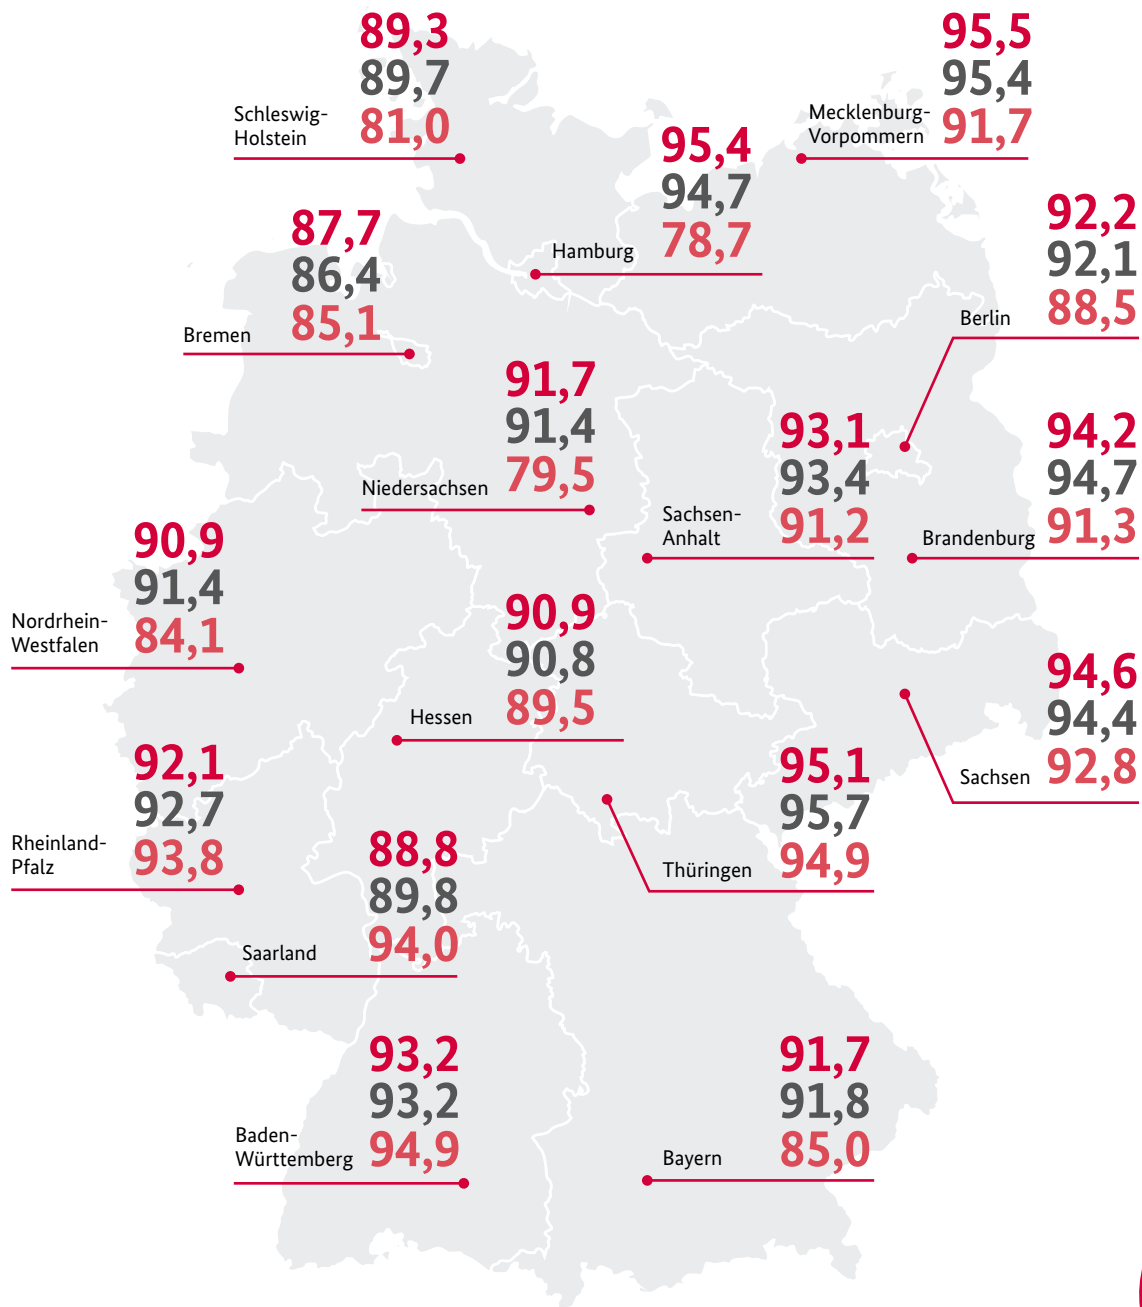 89,3
89,7
81,0
Schleswig-
Holstein
95,5
95,4
91,7
Mecklenburg-
Vorpommern
95,4
94,7
78,7
Hamburg
87,7
86,4
85,1
Bremen
92,2
92,1
88,5
Berlin
91,7
91,4
79,5
Niedersachsen
93,1
93,4
91,2
Sachsen-
Anhalt
94,2
94,7
91,3
Brandenburg
90,9
91,4
84,1
Nordrhein-
Westfalen
90,9
90,8
89,5
Hessen
94,6
94,4
92,8
Sachsen
92,1
92,7
93,8
Rheinland-
Pfalz
95,1
95,7
94,9
Thüringen
88,8
89,8
94,0
Saarland
93,2
93,2
94,9
Baden-
Württemberg
91,7
91,8
85,0
Bayern